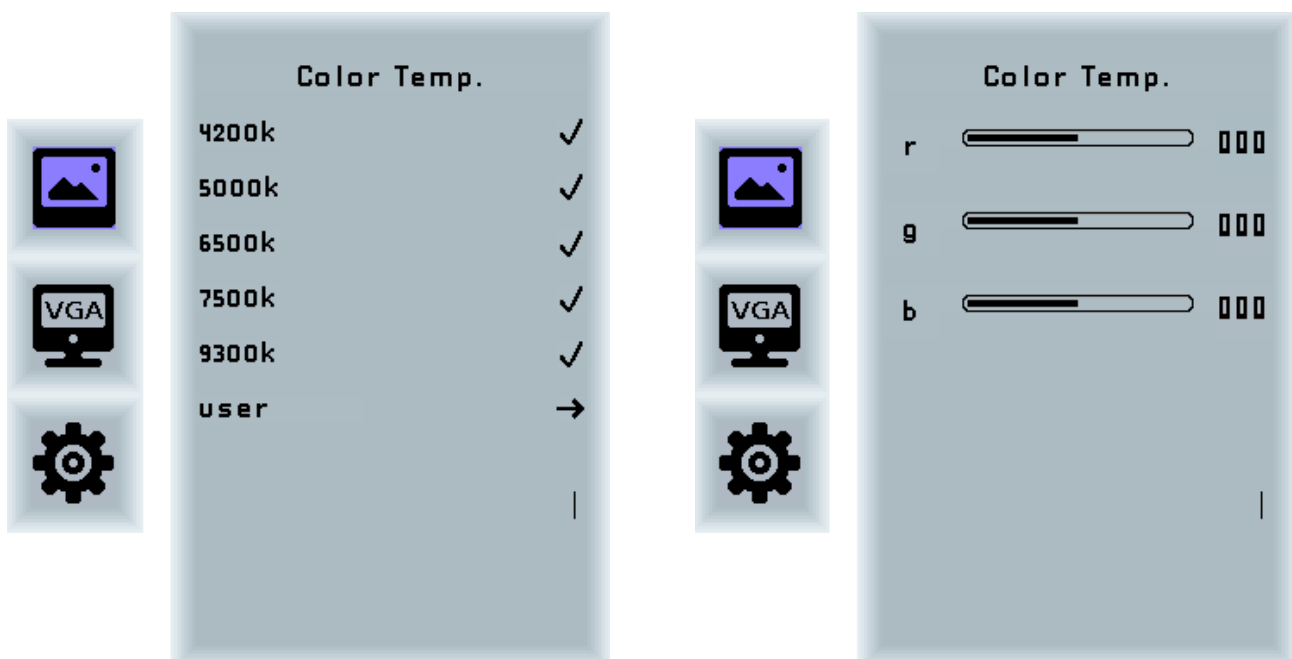 Color Temp.
4200k
5000k
6500k
7500k
9300k
user
VGA
Color Temp.
r 000
g 000
b 000
VGA